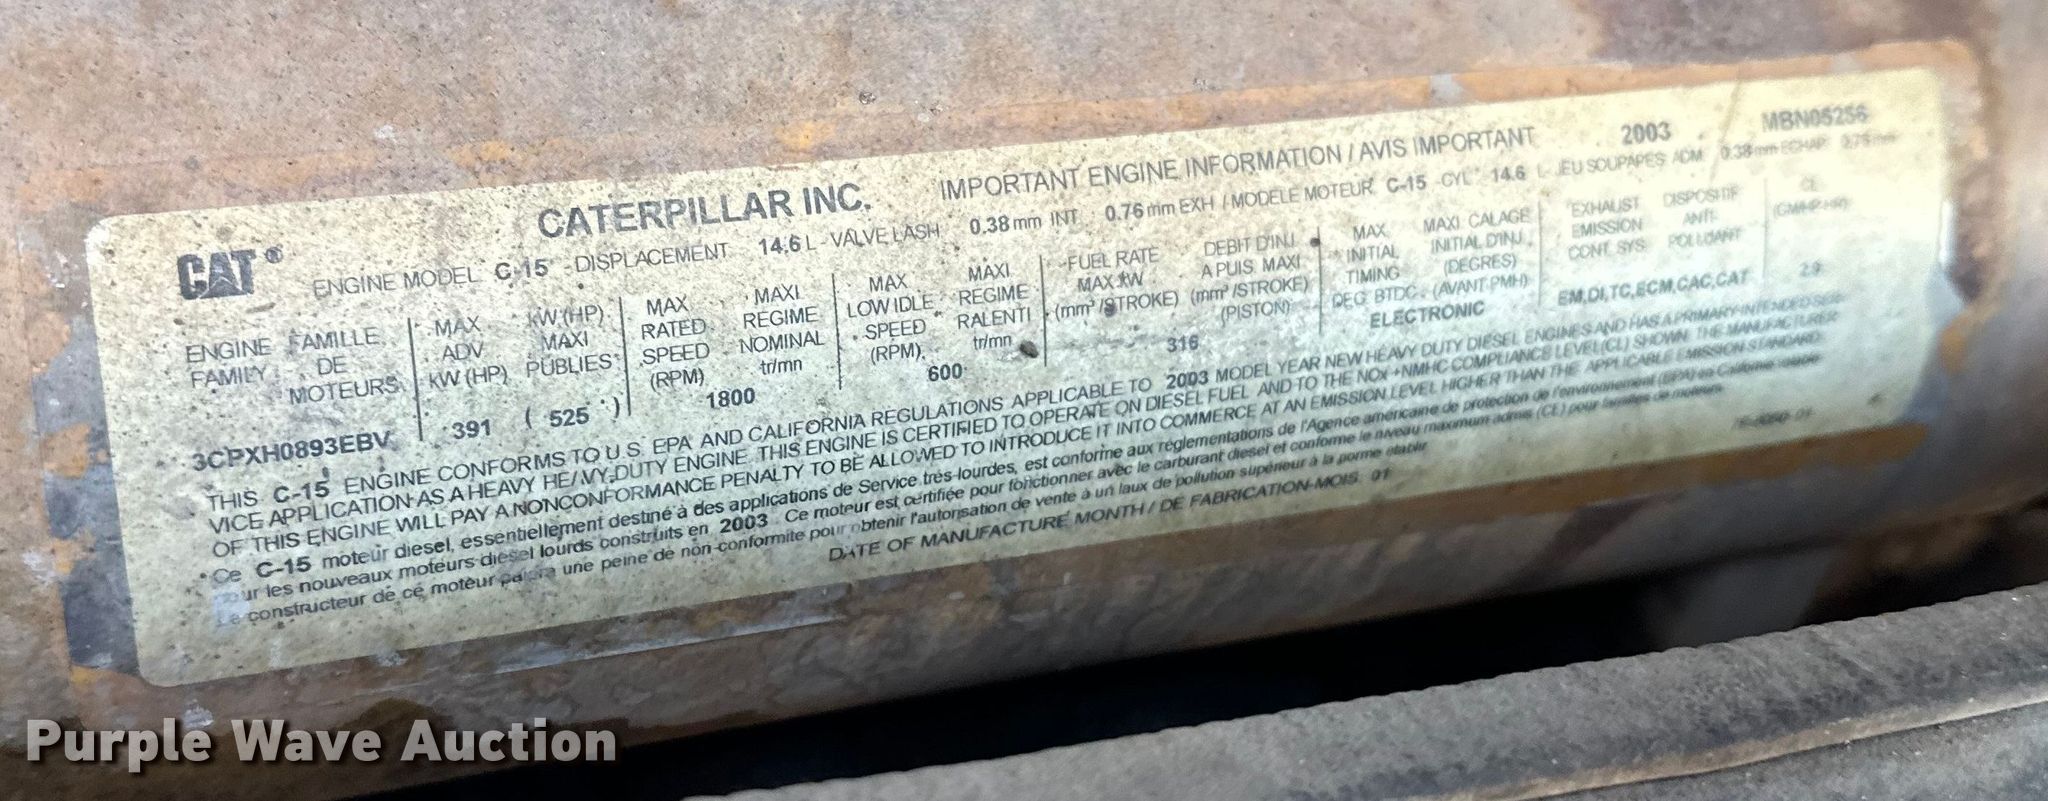 CAT®
CATERPILLAR INC. IMPORTANT ENGINE INFORMATION / AVIS IMPORTANT 2003 MBN05256
ENGINE MODEL C-15 - DISPLACEMENT 14.6 L - VALVE LASH 0.38 mm INT 0.76 mm EXH / MODELE MOTEUR C-15 -CYL 14.6 L JEU SOUPAPES ADM 0.38 mm ECHAP 0.76 mm
ENGINE FAMILY
FAMILLE DE MOTEURS
3CPXH0893EBV
MAX ADV KW (HP)
KW (HP) MAXI PUBLIES
391 ( 525 )
MAX RATED SPEED (RPM)
MAXI REGIME NOMINAL tr/mn
1800
MAX LOW IDLE SPEED (RPM)
MAXI REGIME RALENTI tr/mn
600
FUEL RATE MAX KW (mm³ /STROKE)
DEBIT D'INJ A PUIS MAXI (mm³ /STROKE) (PISTON)
316
MAX INITIAL TIMING DEG BTDC
MAXI CALAGE INITIAL D'INJ (DEGRES) (AVANT PMH)
ELECTRONIC
EXHAUST EMISSION CONT. SYS.
DISPOSITIF ANTI- POLLUANT
EM,DI,TC,ECM,CAC,CAT
CL
THIS C-15 ENGINE CONFORMS TO U.S. EPA AND CALIFORNIA REGULATIONS APPLICABLE TO 2003 MODEL YEAR NEW HEAVY DUTY DIESEL ENGINES AND HAS A PRIMARY INTENDED SER-
VICE APPLICATION AS A HEAVY HEAVY-DUTY ENGINE. THIS ENGINE IS CERTIFIED TO OPERATE ON DIESEL FUEL AND TO THE NOx +NMHC COMPLIANCE LEVEL(CL) SHOWN. THE MANUFACTURER
OF THIS ENGINE WILL PAY A NONCONFORMANCE PENALTY TO BE ALLOWED TO INTRODUCE IT INTO COMMERCE AT AN EMISSION LEVEL HIGHER THAN THE APPLICABLE EMISSION STANDARD.
Ce C-15 moteur diesel, essentiellement destiné à des applications de Service très-lourdes, est conforme aux réglementations de l'Agence américaine de protection de l'environnement (EPA)
pour les nouveaux moteurs diesel lourds construits en 2003 Ce moteur est certifiée pour fonctionner avec le carburant diesel et conforme le niveau maximum admis (CL) pour familles de moteurs.
Le constructeur de ce moteur paiera une peine de non-conformite pour obtenir l'autorisation de vente à un laux de pollution supérieur à la norme etablir
DATE OF MANUFACTURE MONTH / DE FABRICATION-MOIS 01
Purple Wave Auction